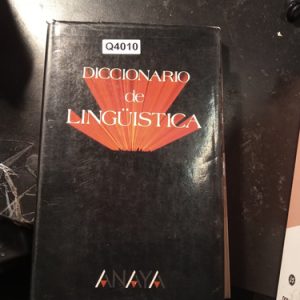 Q4010
DICCIONARIO
de
LINGÜISTICA
ANAYA